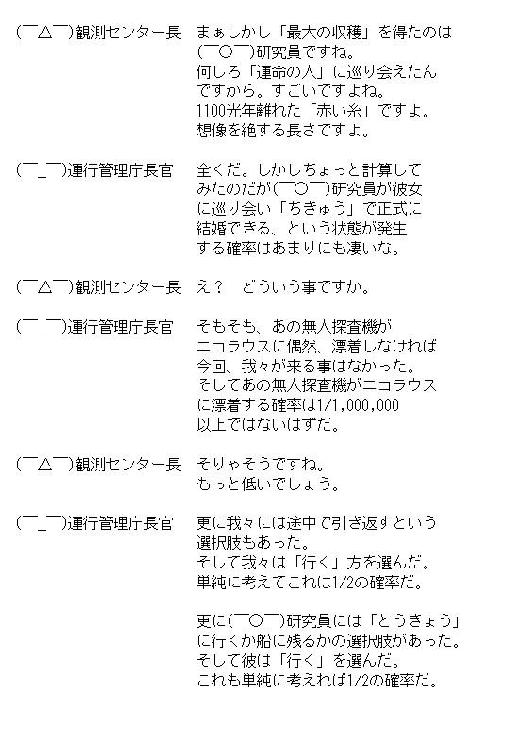 (￣△￣)観測センター長　まぁしかし「最大の収穫」を得たのは
(￣○￣)研究員ですね。
何しろ「運命の人」に巡り会えたん
ですから。すごいですよね。
1100光年離れた「赤い糸」ですよ。
想像を絶する長さですよ。
(￣_￣)運行管理庁長官　全くだ。しかしちょっと計算して
みたのだが(￣○￣)研究員が彼女
に巡り会い「ちきゅう」で正式に
結婚できる、という状態が発生
する確率はあまりにも凄いな。
(￣△￣)観測センター長　え？　どういう事ですか。
(￣ ￣)運行管理庁長官　そもそも、あの無人探査機が
ニコラウスに偶然、漂着しなければ
今回、我々が来る事はなかった。
そしてあの無人探査機がニコラウス
に漂着する確率は1/1,000,000
以上ではないはずだ。
(￣△￣)観測センター長　そりゃそうですね。
もっと低いでしょう。
(￣_￣)運行管理庁長官　更に我々には途中で引き返すという
選択肢もあった。
そして我々は「行く」方を選んだ。
単純に考えてこれは1/2の確率だ。
更に(￣○￣)研究員には「とうきょう」
に行くか船に残るかの選択肢があった。
そして彼は「行く」を選んだ。
これも単純に考えれば1/2の確率だ。